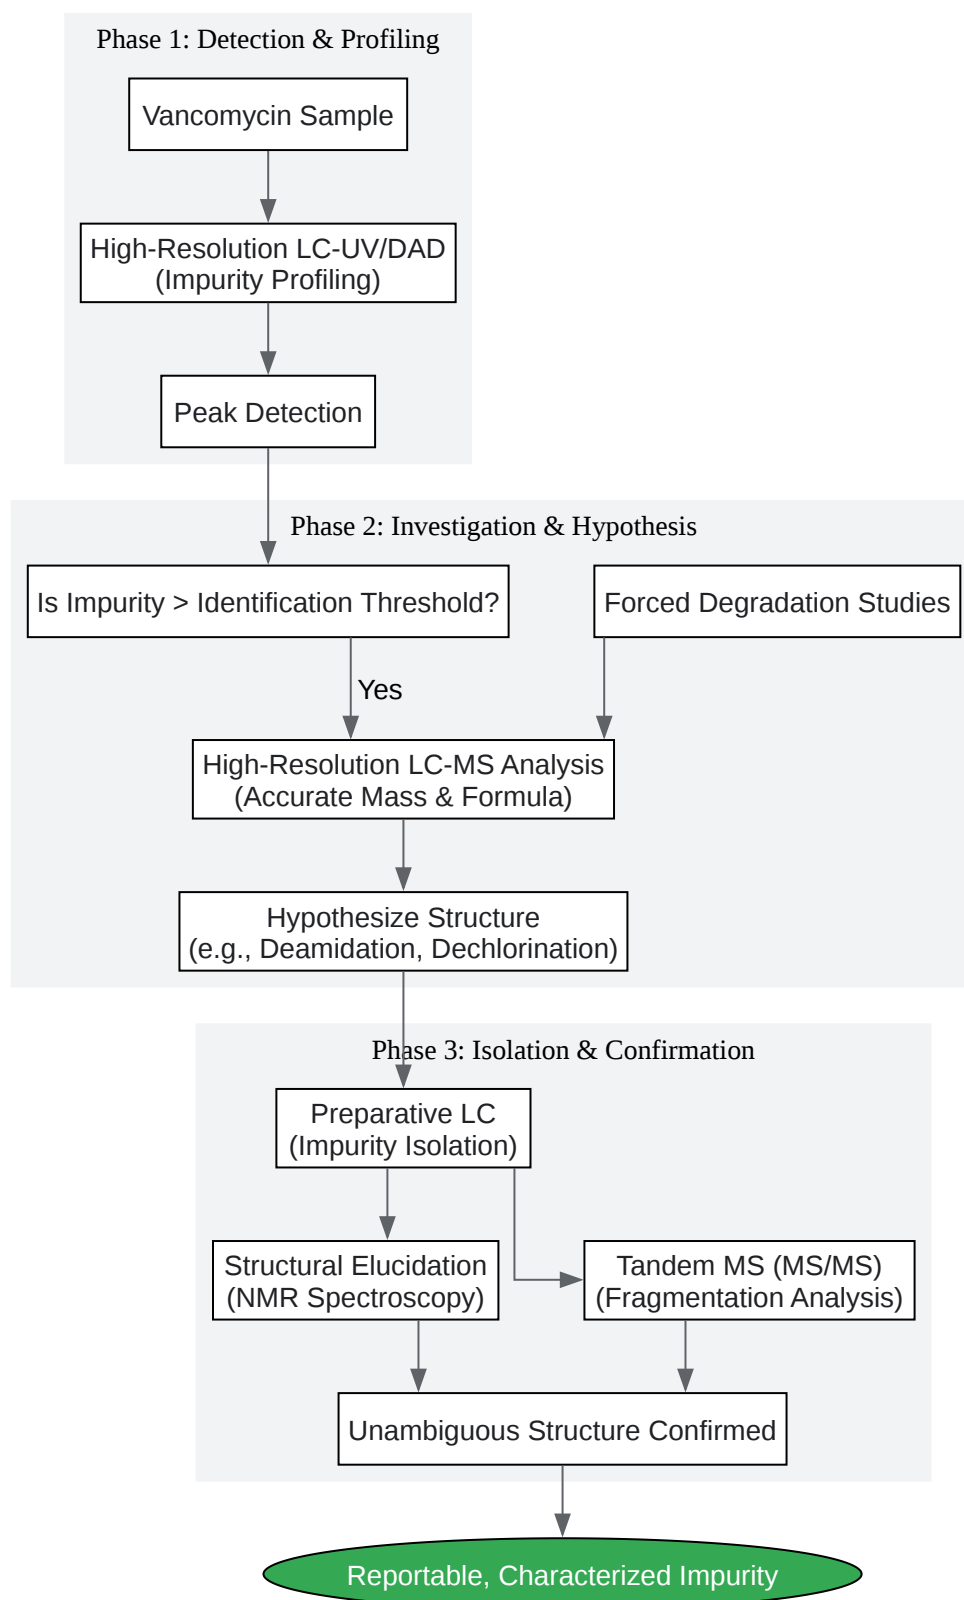 Phase 1: Detection & Profiling
Vancomycin Sample
High-Resolution LC-UV/DAD
(Impurity Profiling)
Peak Detection
Phase 2: Investigation & Hypothesis
Is Impurity > Identification Threshold?
Forced Degradation Studies
Yes
High-Resolution LC-MS Analysis
(Accurate Mass & Formula)
Hypothesize Structure
(e.g., Deamidation, Dechlorination)
Phase 3: Isolation & Confirmation
Preparative LC
(Impurity Isolation)
Structural Elucidation
(NMR Spectroscopy)
Tandem MS (MS/MS)
(Fragmentation Analysis)
Unambiguous Structure Confirmed
Reportable, Characterized Impurity